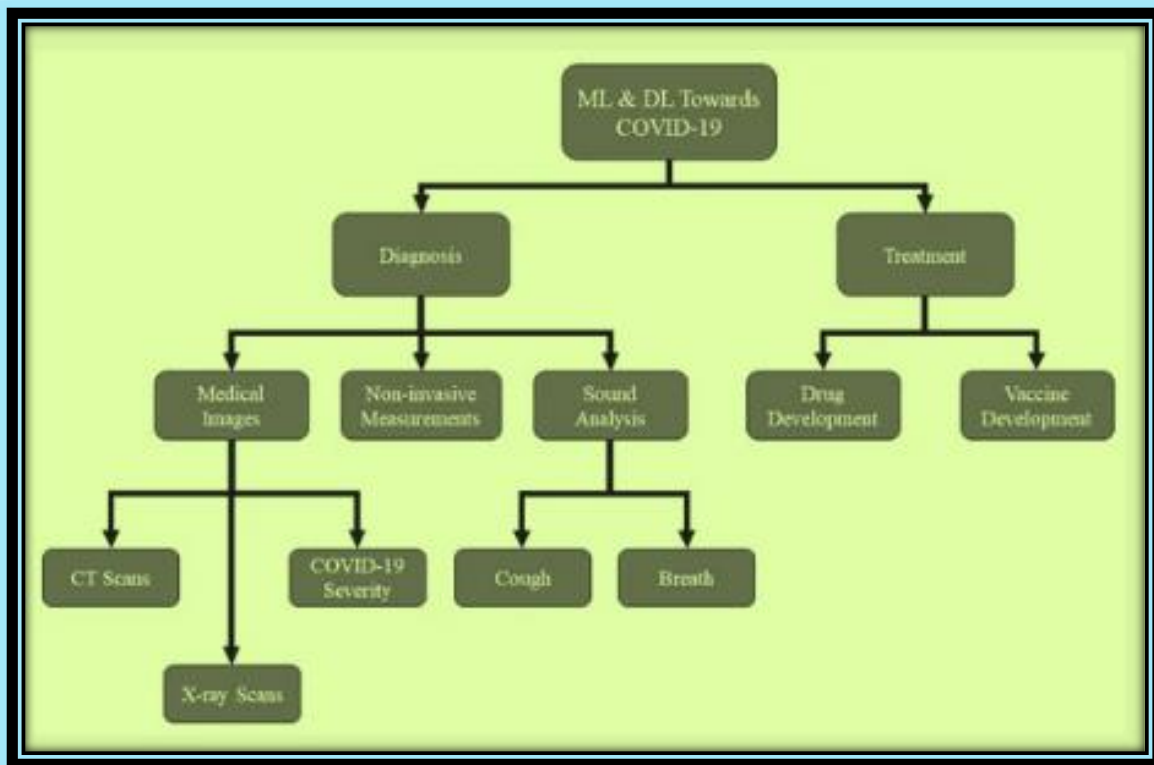 ML & DL Towards
COVID-19
Diagnosis
Treatment
Medical
Images
Non-invasive
Measurements
Sound
Analysis
Drug
Development
Vaccine
Development
CT Scans
COVID-19
Severity
Cough
Breath
X-ray Scans